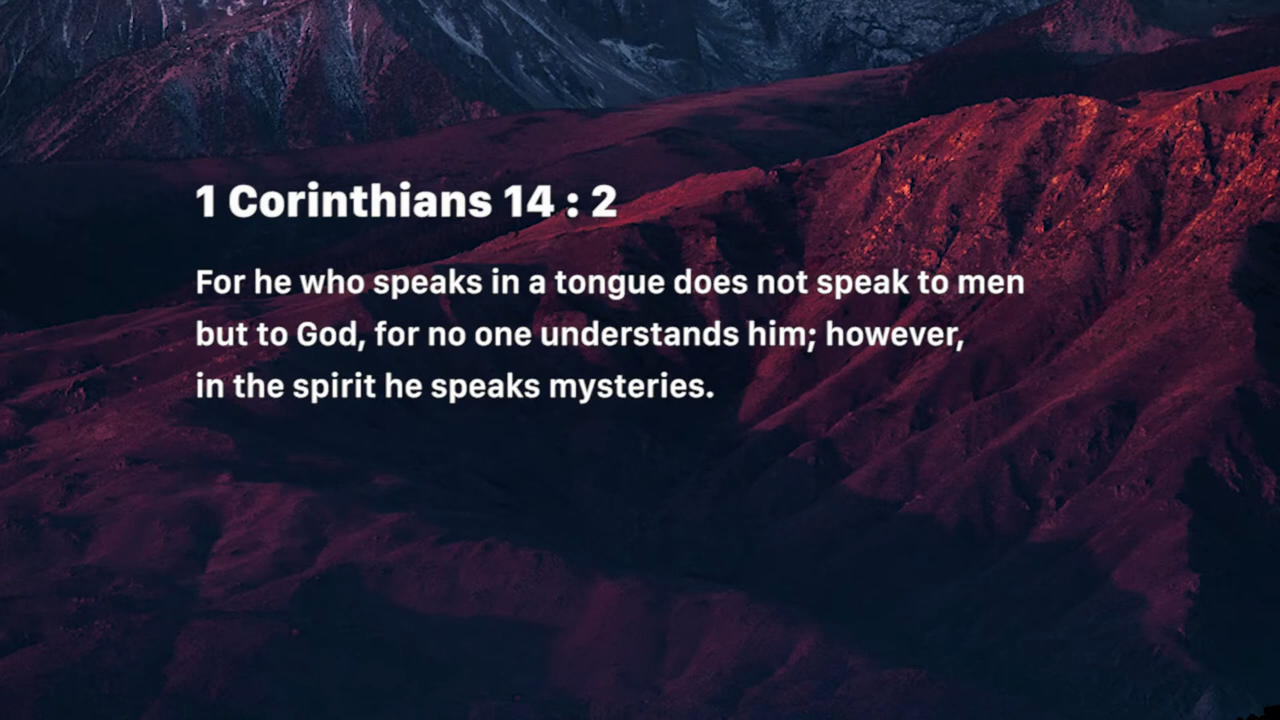 1 Corinthians 14 : 2
For he who speaks in a tongue does not speak to men
but to God, for no one understands him; however,
in the spirit he speaks mysteries.